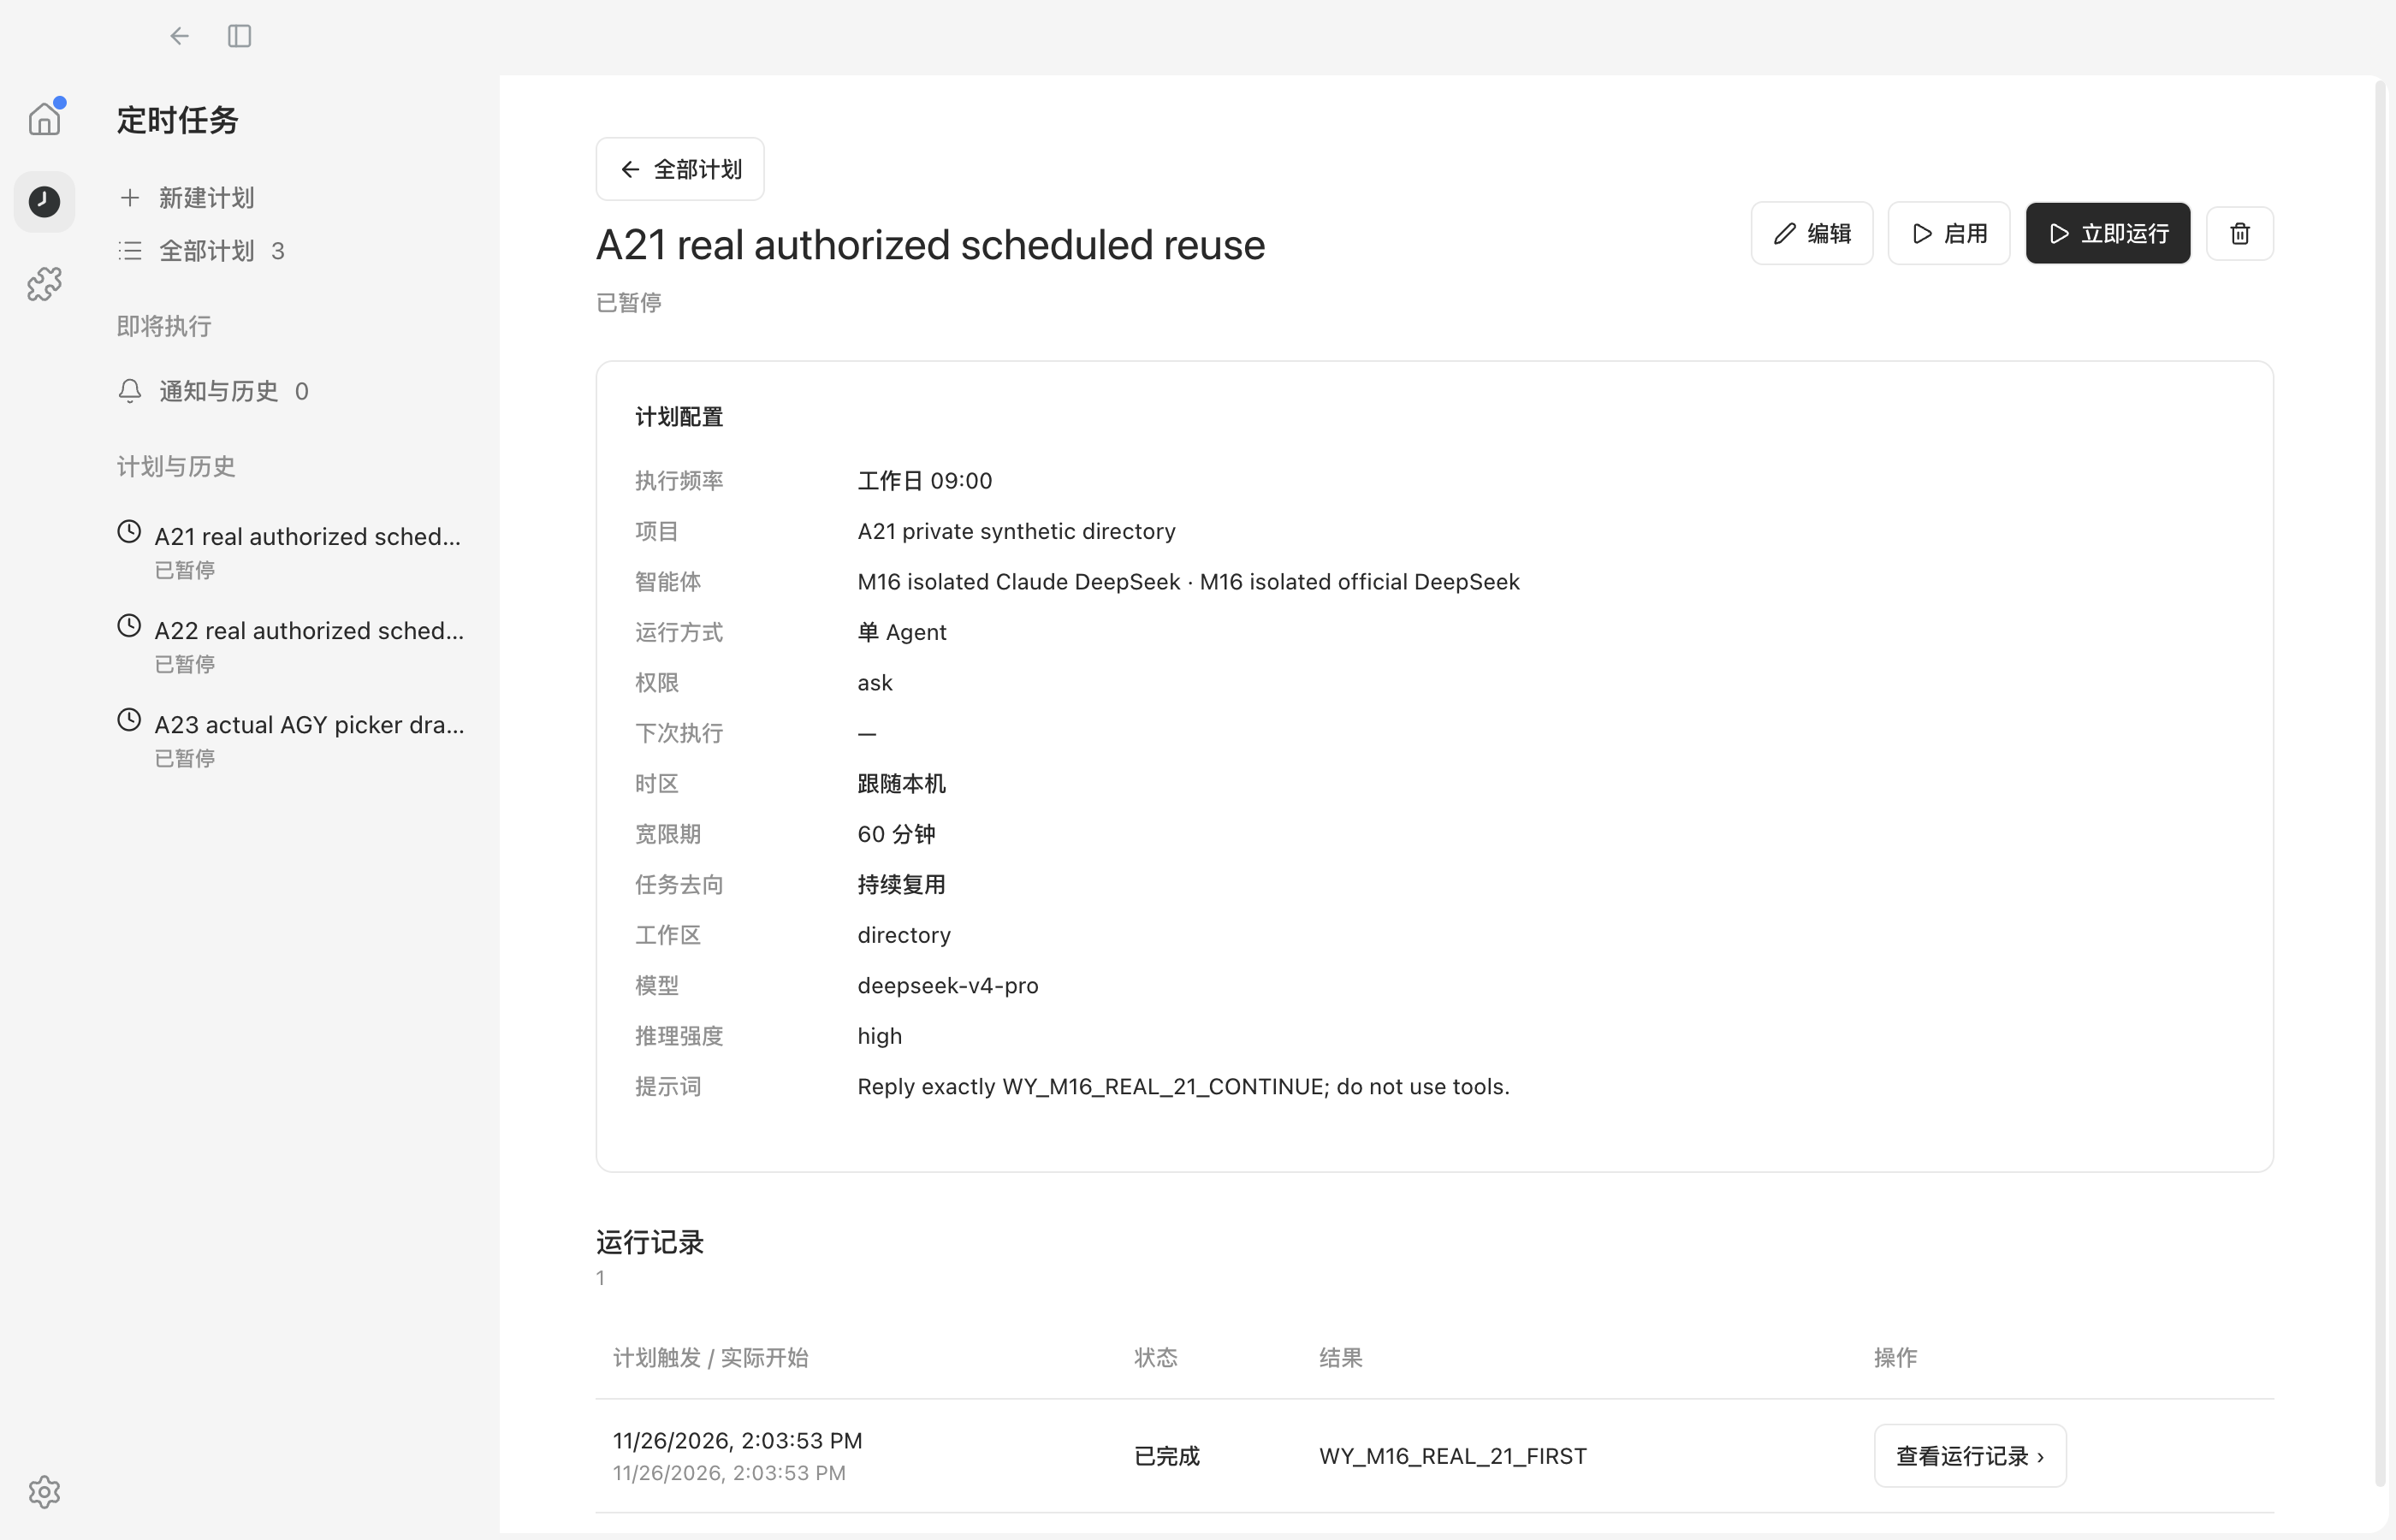 定时任务
新建计划
全部计划 3
即将执行
通知与历史 0
计划与历史
A21 real authorized sched...
已暂停
A22 real authorized sched...
已暂停
A23 actual AGY picker dra...
已暂停
全部计划
A21 real authorized scheduled reuse
已暂停
编辑
启用
立即运行
计划配置
执行频率 工作日 09:00
项目 A21 private synthetic directory
智能体 M16 isolated Claude DeepSeek · M16 isolated official DeepSeek
运行方式 单 Agent
权限 ask
下次执行 —
时区 跟随本机
宽限期 60 分钟
任务去向 持续复用
工作区 directory
模型 deepseek-v4-pro
推理强度 high
提示词 Reply exactly WY_M16_REAL_21_CONTINUE; do not use tools.
运行记录
1
计划触发 / 实际开始 状态 结果 操作
11/26/2026, 2:03:53 PM
11/26/2026, 2:03:53 PM
已完成
WY_M16_REAL_21_FIRST
查看运行记录 ›